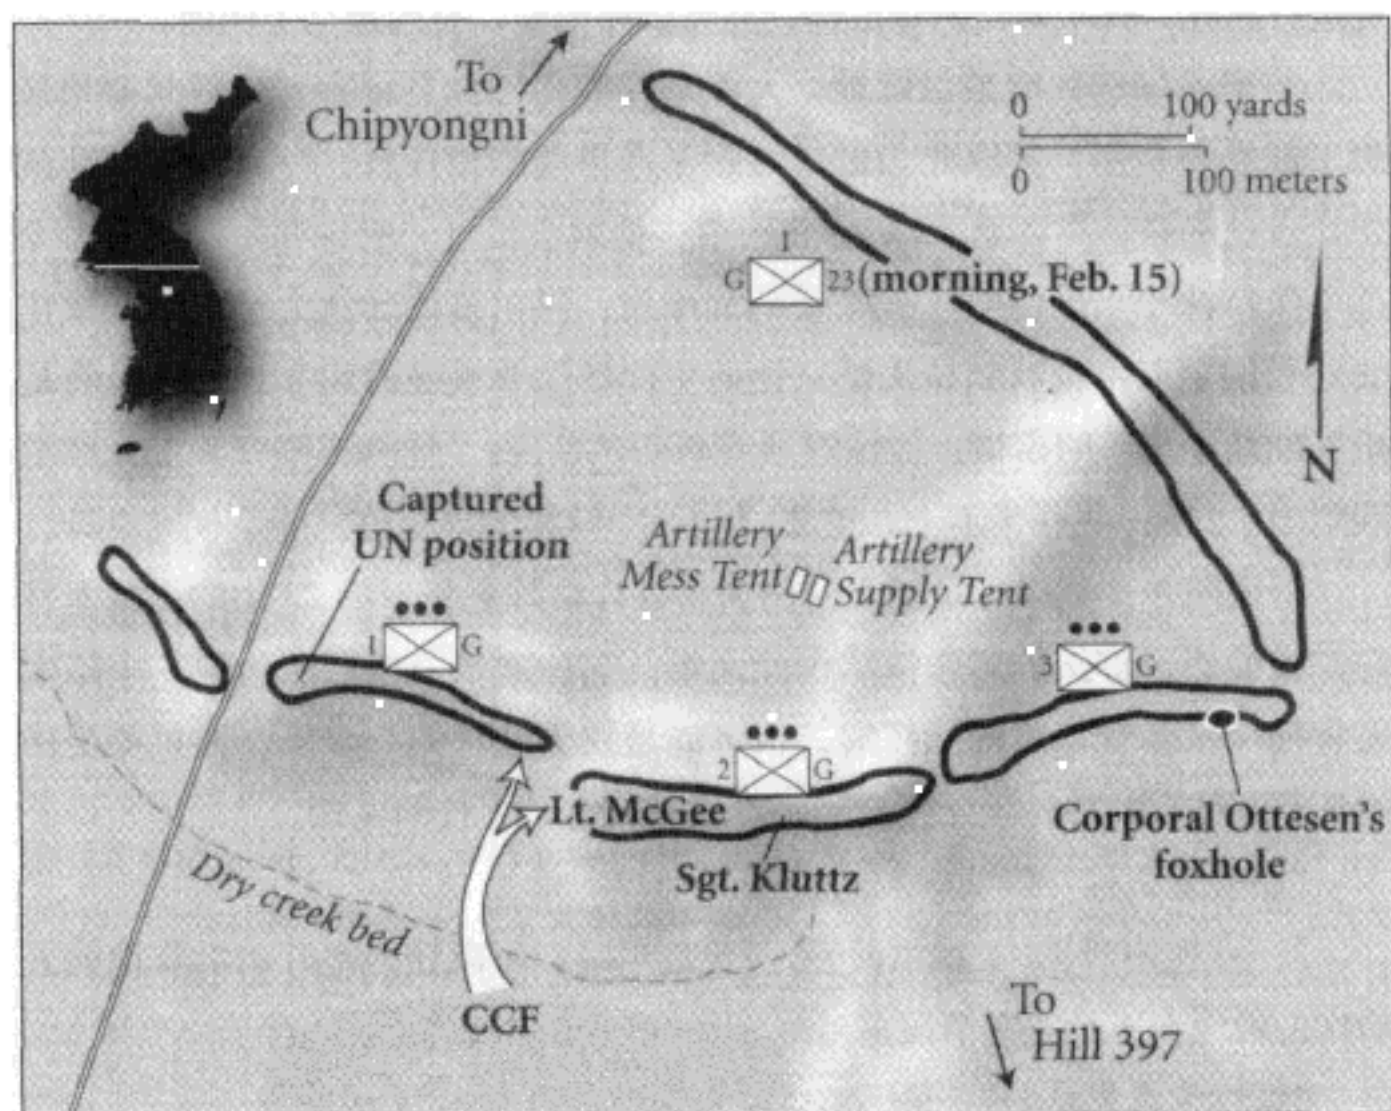 To
Chipyongni
0 100 yards
0 100 meters
1
G 23 (morning, Feb. 15)
N
Captured
UN position
Artillery
Mess Tent
Artillery
Supply Tent
1 G
3 G
2 G
Lt. McGee
Sgt. Kluttz
Corporal Ottesen's
foxhole
Dry creek bed
CCF
To
Hill 397